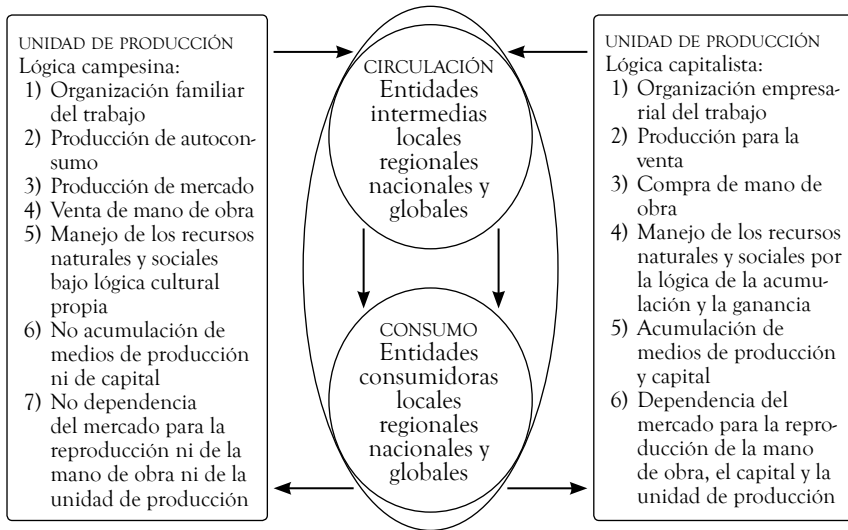 UNIDAD DE PRODUCCIÓN
Lógica campesina:
1) Organización familiar
del trabajo
2) Producción de autocon-
sumo
3) Producción de mercado
4) Venta de mano de obra
5) Manejo de los recursos
naturales y sociales
bajo lógica cultural
propia
6) No acumulación de
medios de producción
ni de capital
7) No dependencia
del mercado para la
reproducción ni de la
mano de obra ni de la
unidad de producción
CIRCULACIÓN
Entidades
intermedias
locales
regionales
nacionales y
globales
CONSUMO
Entidades
consumidoras
locales
regionales
nacionales y
globales
UNIDAD DE PRODUCCIÓN
Lógica capitalista:
1) Organización empresa-
rial del trabajo
2) Producción para la
venta
3) Compra de mano de
obra
4) Manejo de los recursos
naturales y sociales por
la lógica de la acumu-
lación y la ganancia
5) Acumulación de
medios de producción
y capital
6) Dependencia del
mercado para la repro-
ducción de la mano
de obra, el capital y la
unidad de producción